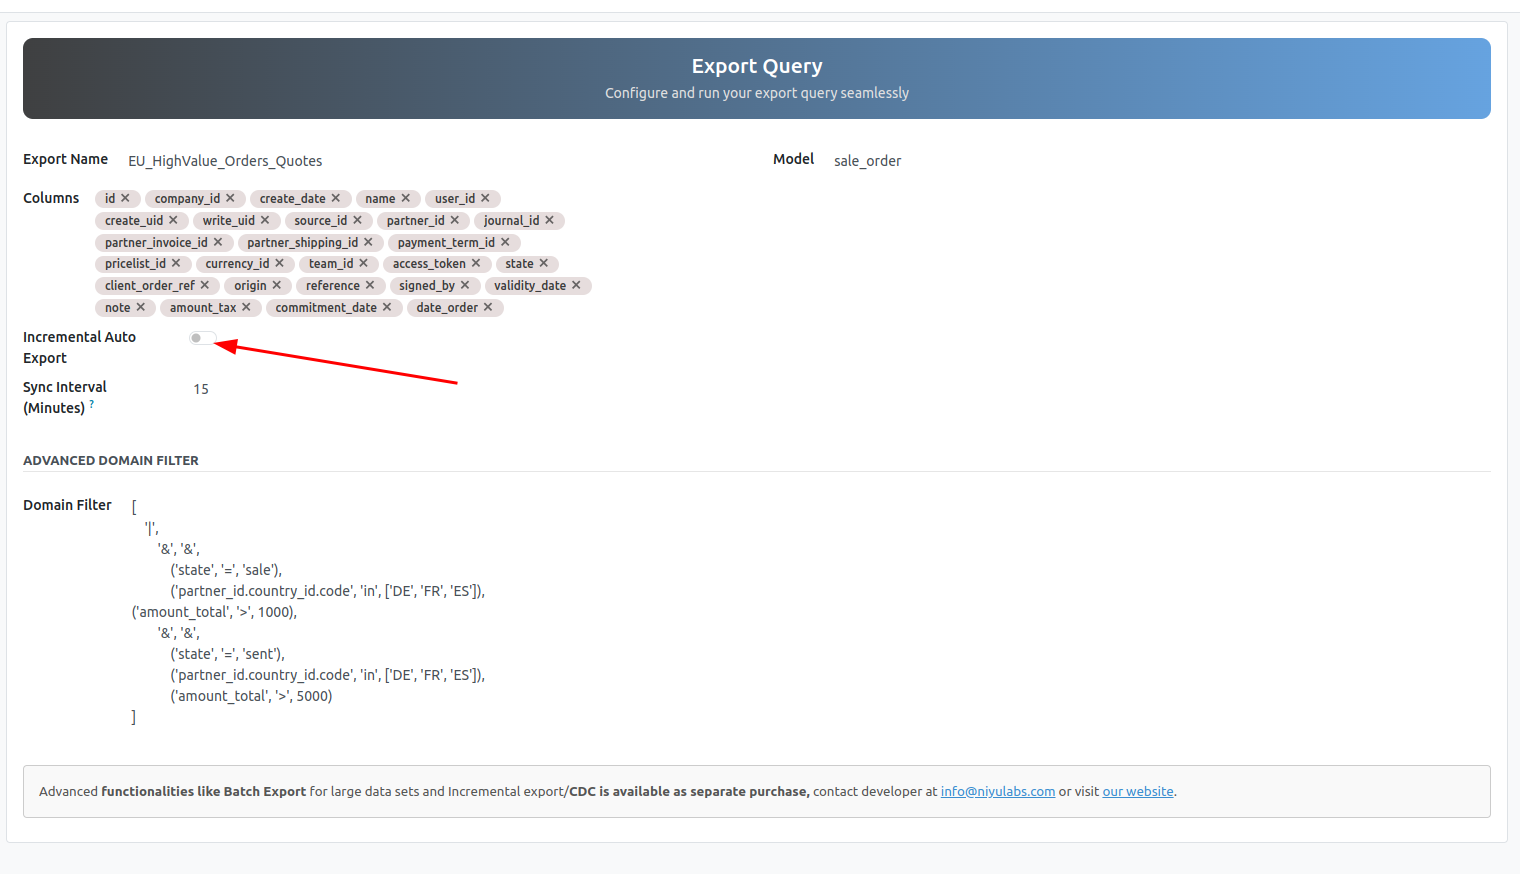 Export Query
Configure and run your export query seamlessly
Export Name EU_HighValue_Orders_Quotes
Model sale_order
Columns id ✕ company_id ✕ create_date ✕ name ✕ user_id ✕
create_uid ✕ write_uid ✕ source_id ✕ partner_id ✕ journal_id ✕
partner_invoice_id ✕ partner_shipping_id ✕ payment_term_id ✕
pricelist_id ✕ currency_id ✕ team_id ✕ access_token ✕ state ✕
client_order_ref ✕ origin ✕ reference ✕ signed_by ✕ validity_date ✕
note ✕ amount_tax ✕ commitment_date ✕ date_order ✕
Incremental Auto
Export
Sync Interval
(Minutes) ?
15
ADVANCED DOMAIN FILTER
Domain Filter
[
'|',
'&', '&',
('state', '=', 'sale'),
('partner_id.country_id.code', 'in', ['DE', 'FR', 'ES']),
('amount_total', '>', 1000),
'&', '&',
('state', '=', 'sent'),
('partner_id.country_id.code', 'in', ['DE', 'FR', 'ES']),
('amount_total', '>', 5000)
]
Advanced functionalities like Batch Export for large data sets and Incremental export/CDC is available as separate purchase, contact developer at info@niyulabs.com or visit our website.